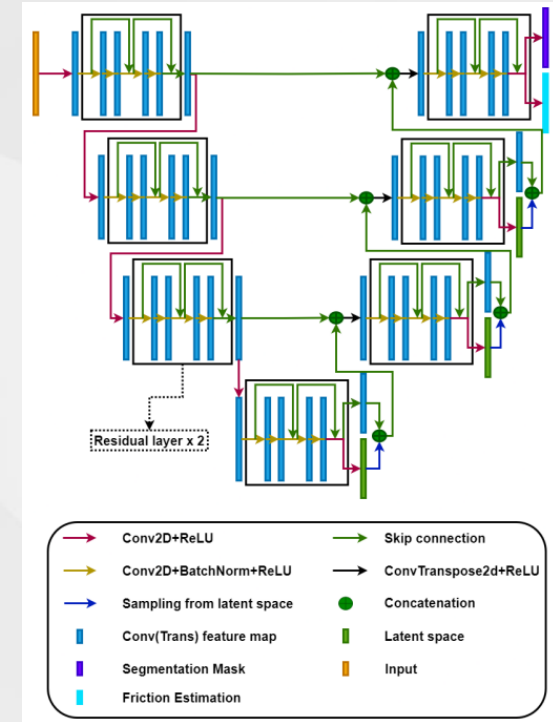 Residual layer x 2
Conv2D+ReLU
Skip connection
Conv2D+BatchNorm+ReLU
ConvTranspose2d+ReLU
Sampling from latent space
Concatenation
Conv(Trans) feature map
Latent space
Segmentation Mask
Input
Friction Estimation